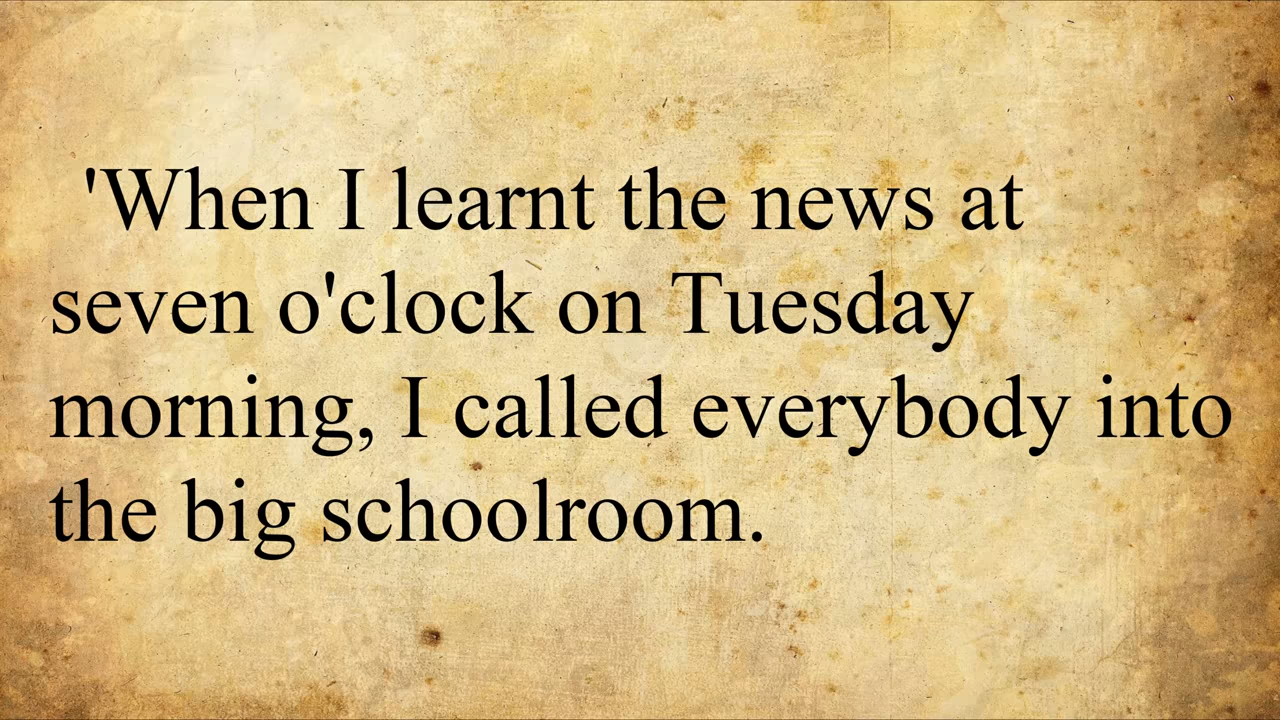 'When I learnt the news at
seven o'clock on Tuesday
morning, I called everybody into
the big schoolroom.